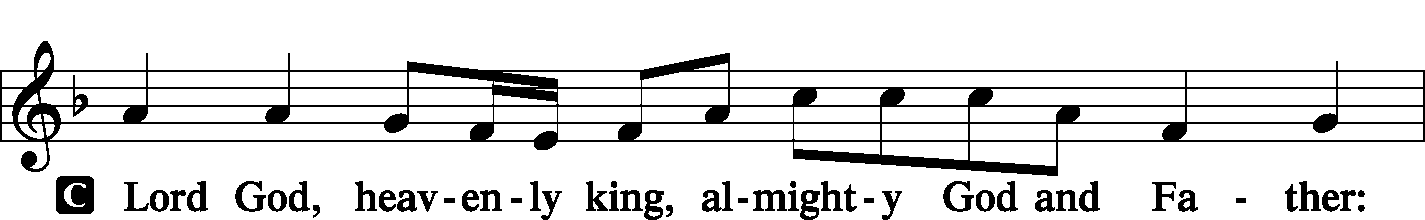 C Lord God, heav-en-ly king, al-might-y God and Fa - ther: